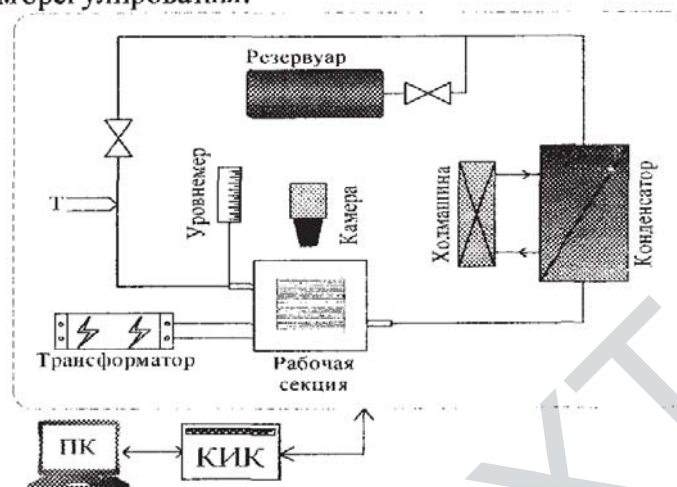 Резервуар
Уровнемер
Камера
Холмашина
Конденсатор
T
Трансформатор
Рабочая
секция
ПК
КИК